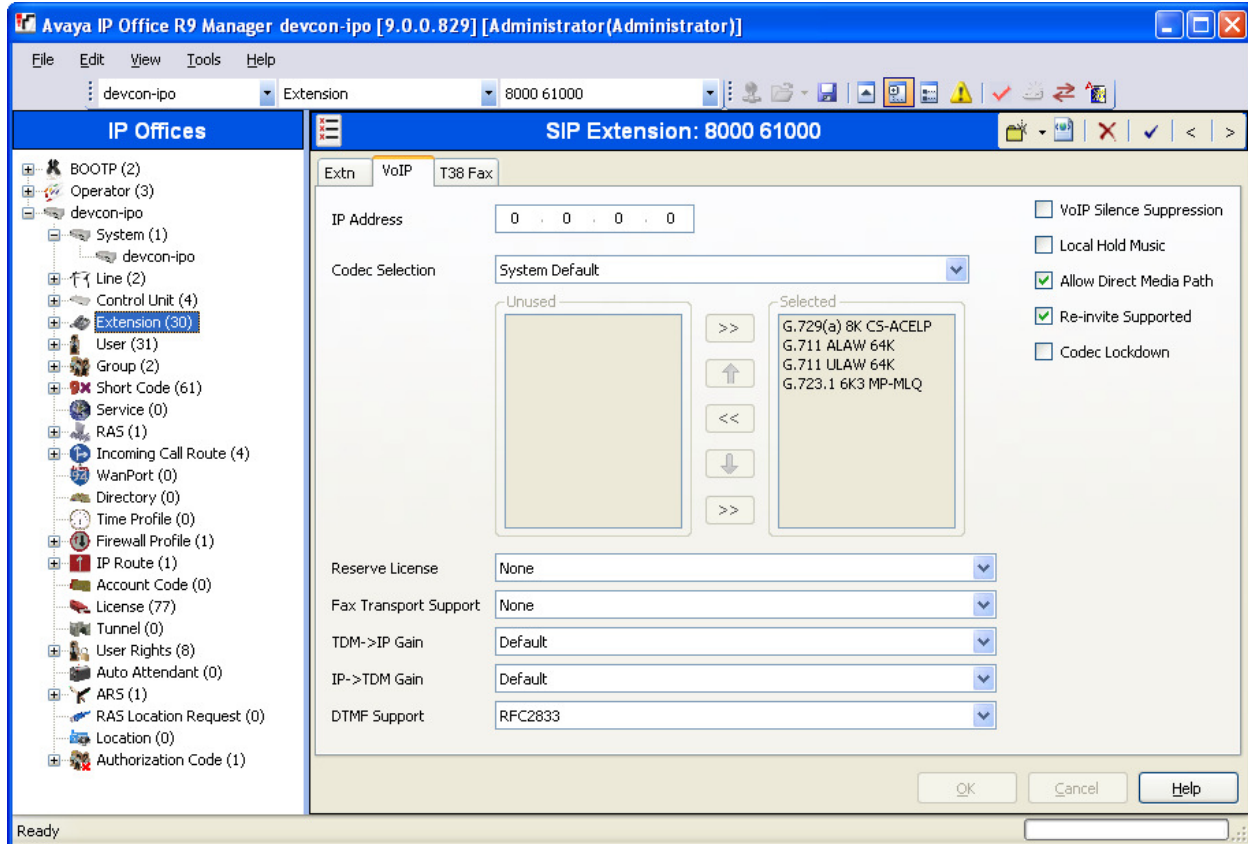 Avaya IP Office R9 Manager devcon-ipo [9.0.0.829] [Administrator(Administrator)]
File Edit View Tools Help
devcon-ipo Extension 8000 61000
IP Offices
BOOTP (2)
Operator (3)
devcon-ipo
System (1)
devcon-ipo
Line (2)
Control Unit (4)
Extension (30)
User (31)
Group (2)
Short Code (61)
Service (0)
RAS (1)
Incoming Call Route (4)
WanPort (0)
Directory (0)
Time Profile (0)
Firewall Profile (1)
IP Route (1)
Account Code (0)
License (77)
Tunnel (0)
User Rights (8)
Auto Attendant (0)
ARS (1)
RAS Location Request (0)
Location (0)
Authorization Code (1)
SIP Extension: 8000 61000
Extn VoIP T38 Fax
IP Address 0 . 0 . 0 . 0
Codec Selection System Default
Unused
Selected
>>
<<
>>
G.729(a) 8K CS-ACELP
G.711 ALAW 64K
G.711 ULAW 64K
G.723.1 6K3 MP-MLQ
Reserve License None
Fax Transport Support None
TDM->IP Gain Default
IP->TDM Gain Default
DTMF Support RFC2833
VoIP Silence Suppression
Local Hold Music
Allow Direct Media Path
Re-invite Supported
Codec Lockdown
OK Cancel Help
Ready